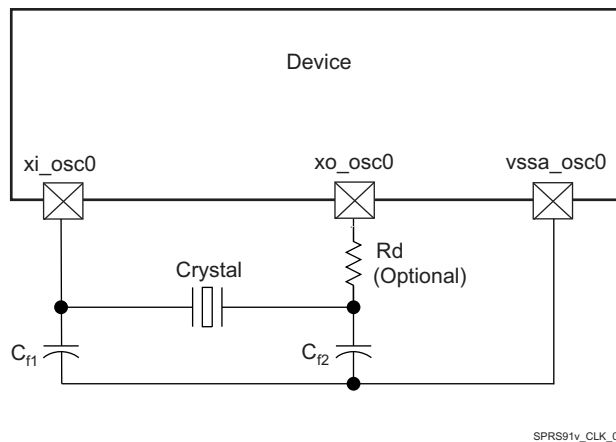 Device
xi_osc0
xo_osc0
vssa_osc0
Rd
(Optional)
Crystal
Cf1
Cf2